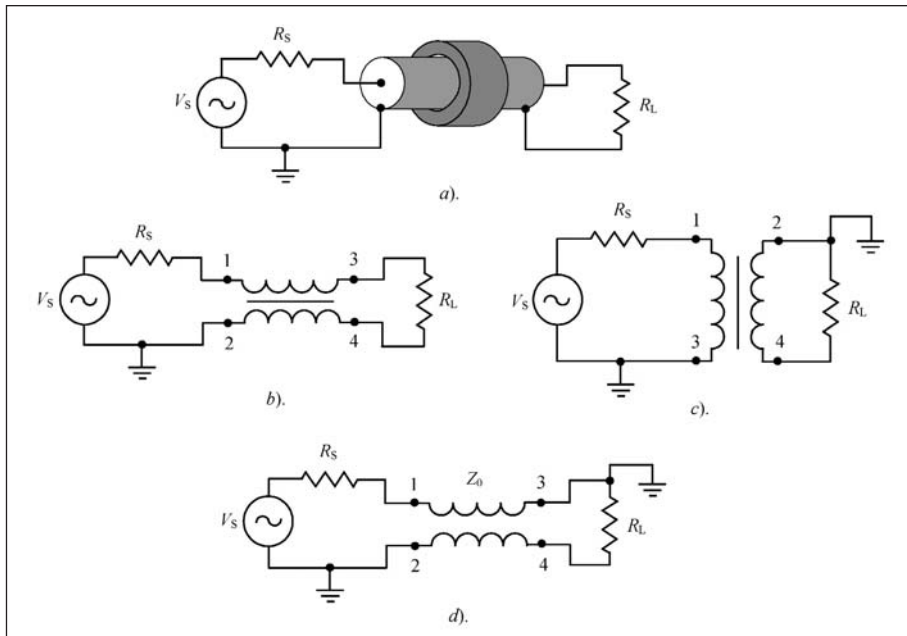 R_S
V_S
R_L
a).
R_S
1 3
V_S
R_L
2 4
b).
R_S
1 2
V_S
R_L
3 4
c).
R_S
1 Z_0 3
V_S
R_L
2 4
d).